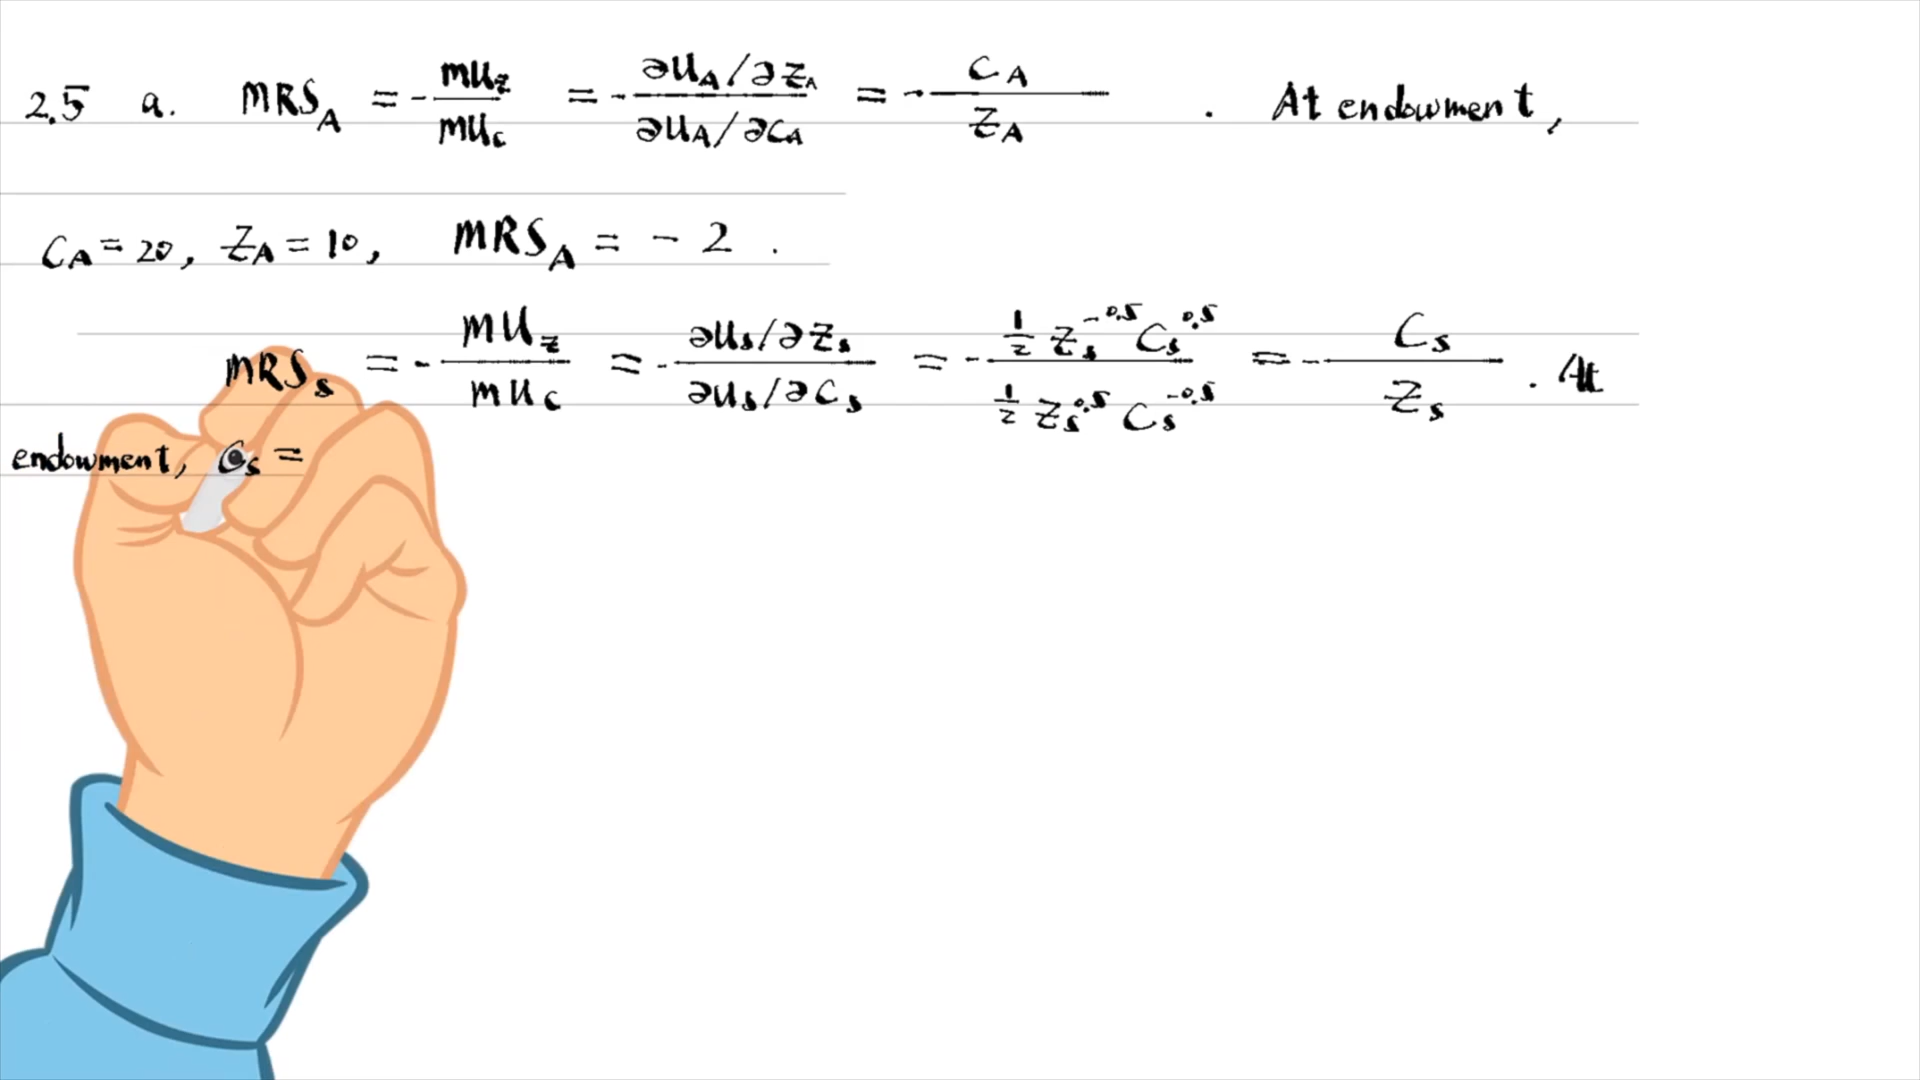 2.5 a. MRS_A = - MU_Z / MU_C = - ∂U_A/∂Z_A / ∂U_A/∂C_A = - C_A / Z_A . At endowment,
C_A = 20, Z_A = 10, MRS_A = - 2 .
MRS_S = - MU_Z / MU_C = - ∂U_S/∂Z_S / ∂U_S/∂C_S = - ½ Z_S^-0.5 C_S^0.5 / ½ Z_S^0.5 C_S^-0.5 = - C_S / Z_S . At
endowment, C_S =